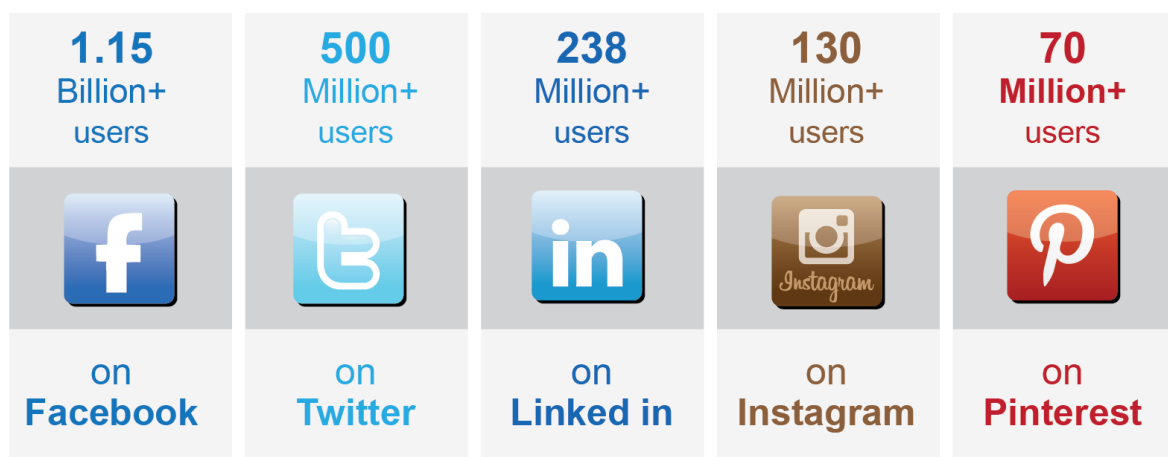 1.15
Billion+
users
f
on
Facebook
500
Million+
users
t
on
Twitter
238
Million+
users
in
on
Linked in
130
Million+
users
Instagram
on
Instagram
70
Million+
users
P
on
Pinterest